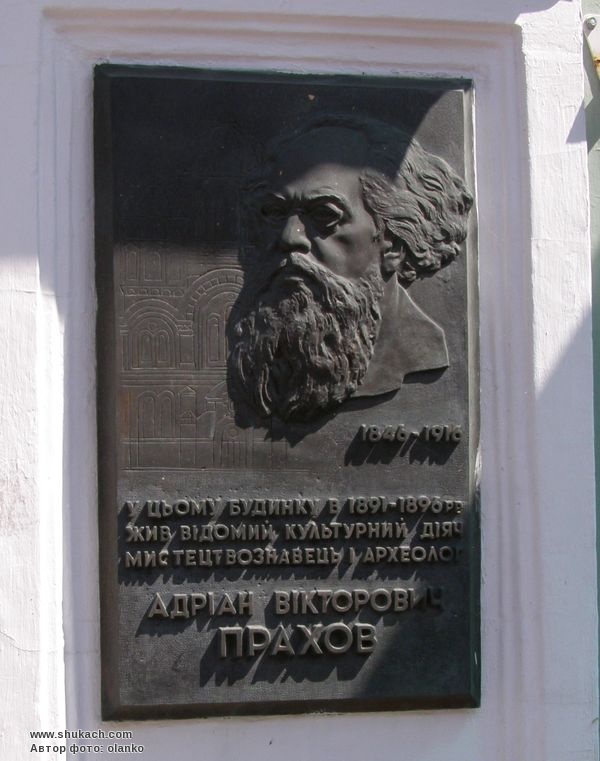 1846-1916
У ЦЬОМУ БУДИНКУ В 1891-1896 РР
ЖИВ ВІДОМИЙ КУЛЬТУРНИЙ ДІЯЧ
МИСТЕЦТВОЗНАВЕЦЬ І АРХЕОЛОГ
АДРІАН ВІКТОРОВИЧ
ПРАХОВ
www.shukach.com
Автор фото: olanko